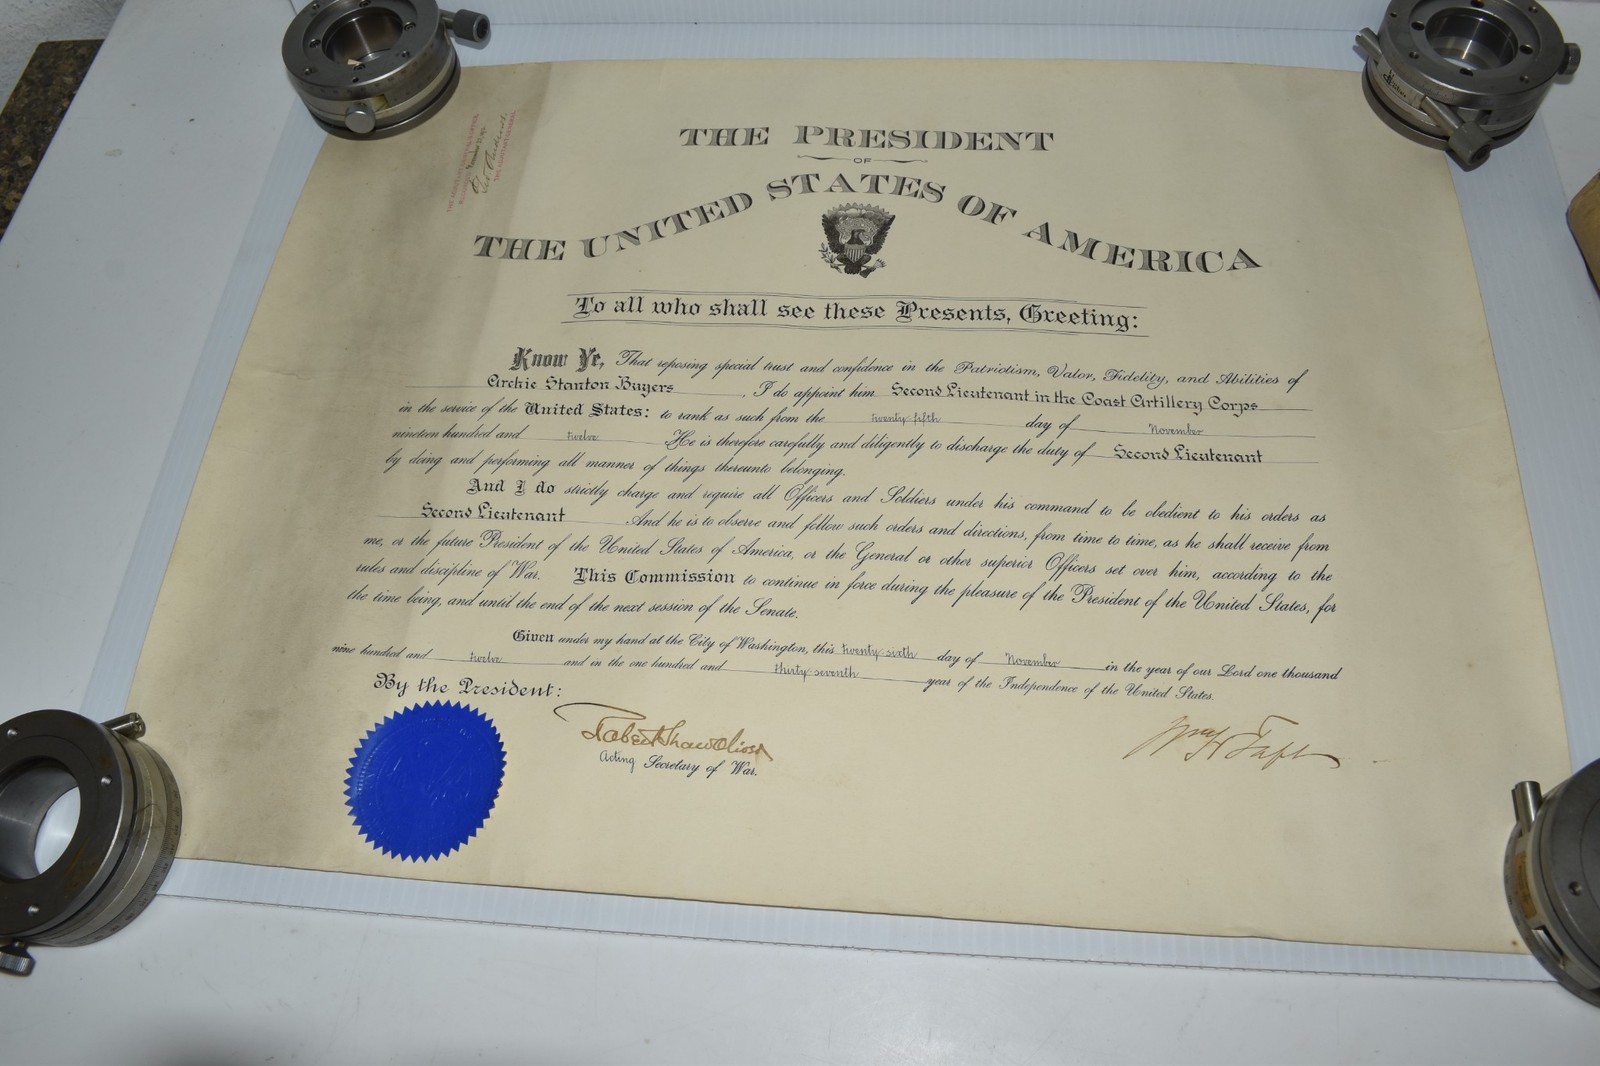 THE PRESIDENT
OF
THE UNITED STATES OF AMERICA
To all who shall see these Presents, Greeting:
Know Ye, That reposing special trust and confidence in the Patriotism, Valor, Fidelity, and Abilities of
Archie Stanton Buyers, I do appoint him Second Lieutenant in the Coast Artillery Corps
in the service of the United States: to rank as such from the twenty-fifth day of November
nineteen hundred and twelve He is therefore carefully and diligently to discharge the duty of Second Lieutenant
by doing and performing all manner of things thereunto belonging.
And I do strictly charge and require all Officers and Soldiers under his command to be obedient to his orders as
Second Lieutenant And he is to observe and follow such orders and directions, from time to time, as he shall receive from
me, or the future President of the United States of America, or the General or other superior Officers set over him, according to the
rules and discipline of War. This Commission to continue in force during the pleasure of the President of the United States, for
the time being, and until the end of the next session of the Senate.
Given under my hand at the City of Washington, this twenty-sixth day of November in the year of our Lord one thousand
nine hundred and twelve and in the one hundred and thirty-seventh year of the Independence of the United States.
By the President:
Robert Shaw Oliver
Wm H Taft
Acting Secretary of War.